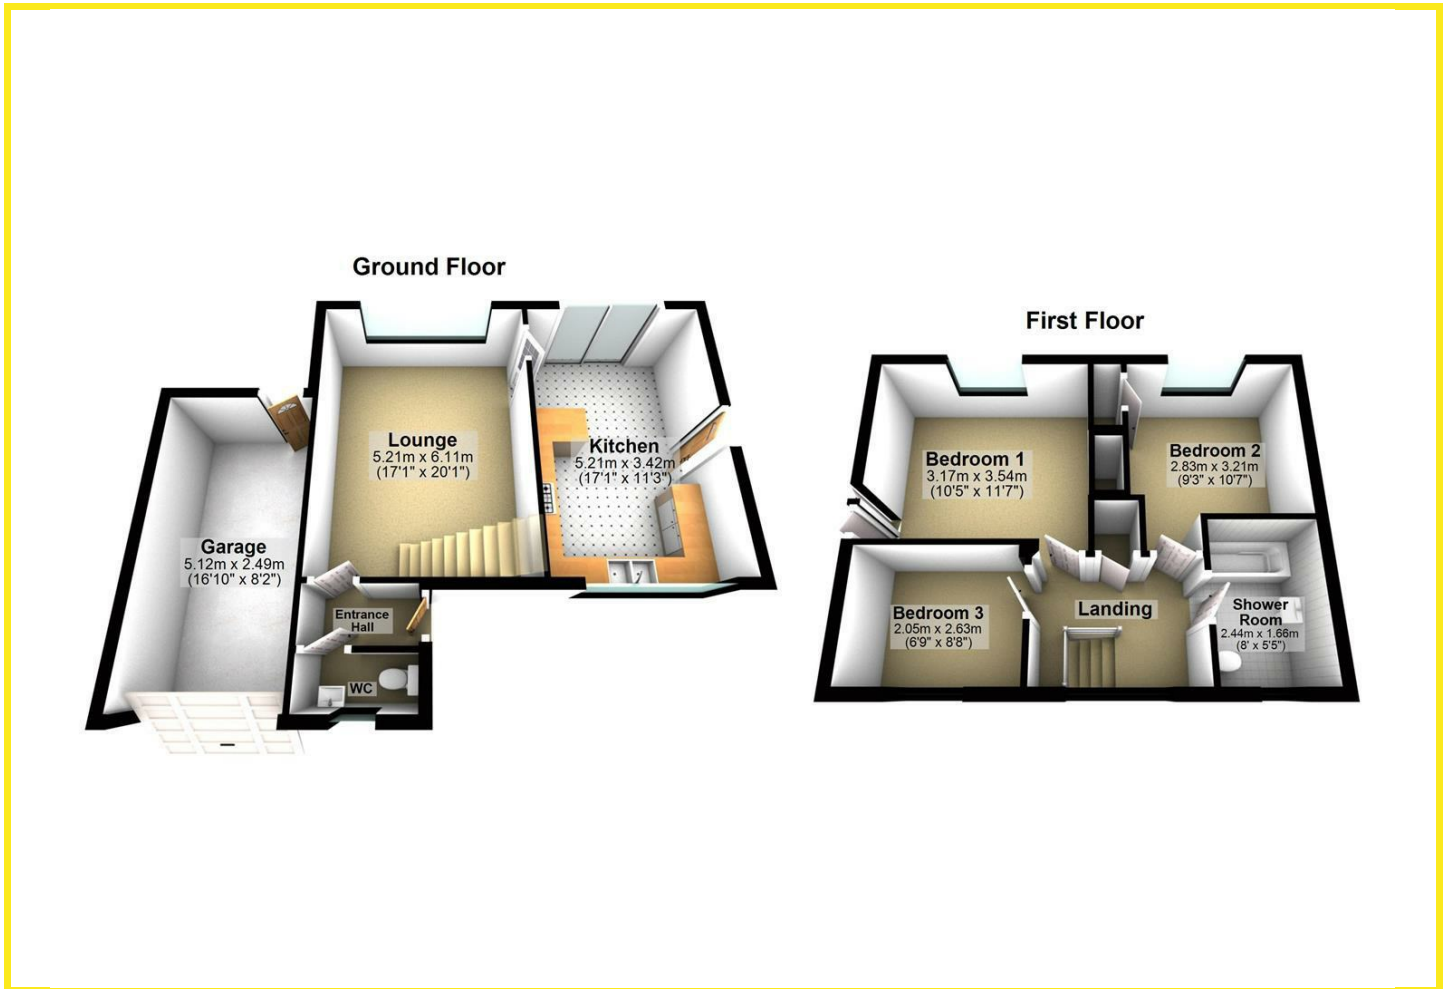 Ground Floor
Lounge
5.21m x 6.11m
(17'1" x 20'1")
Kitchen
5.21m x 3.42m
(17'1" x 11'3")
Garage
5.12m x 2.49m
(16'10" x 8'2")
Entrance
Hall
WC
First Floor
Bedroom 1
3.17m x 3.54m
(10'5" x 11'7")
Bedroom 2
2.83m x 3.21m
(9'3" x 10'7")
Bedroom 3
2.05m x 2.63m
(6'9" x 8'8")
Landing
Shower
Room
2.44m x 1.66m
(8' x 5'5")